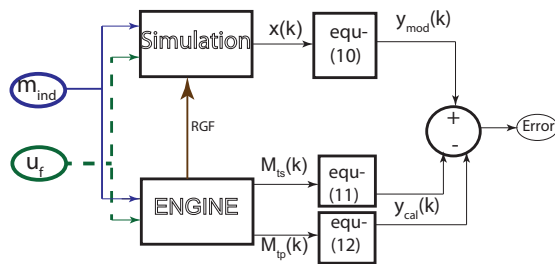 Simulation
x(k)
equ-
(10)
y_mod(k)
m_ind
u_f
RGF
+
-
Error
ENGINE
M_ts(k)
equ-
(11)
y_cal(k)
M_tp(k)
equ-
(12)